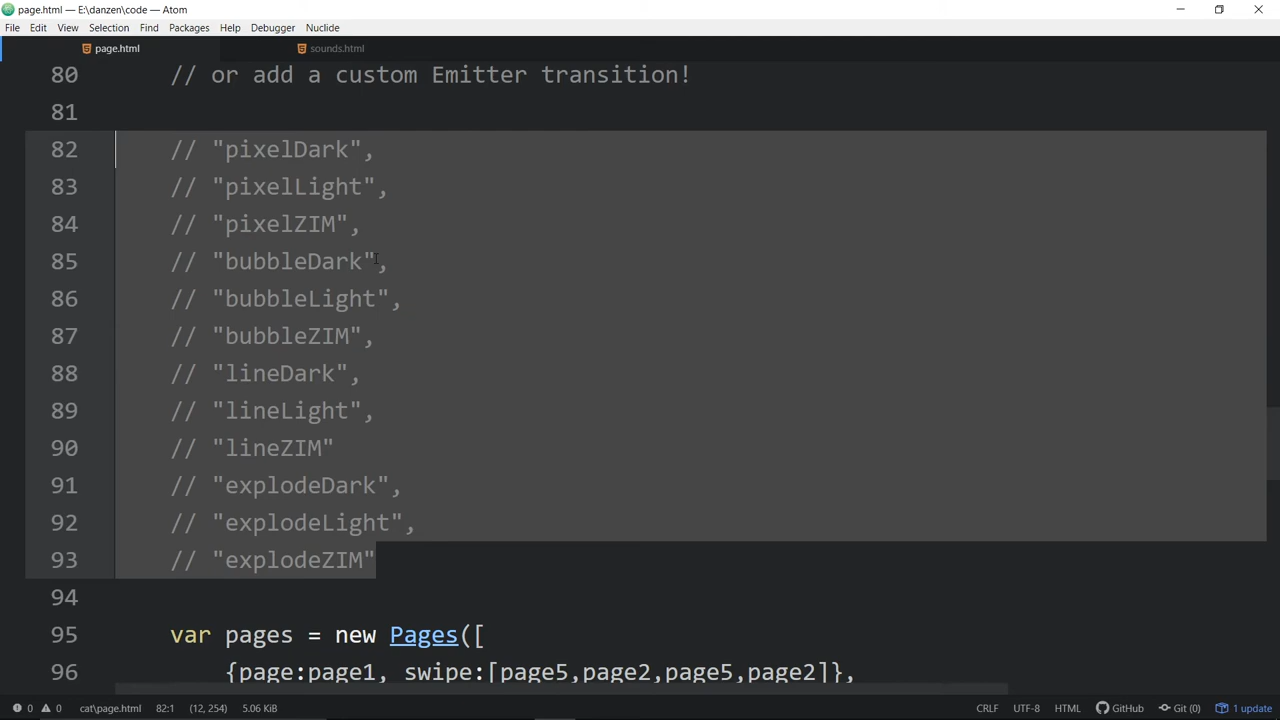 page.html — E:\danzen\code — Atom
File Edit View Selection Find Packages Help Debugger Nuclide
page.html sounds.html
80 // or add a custom Emitter transition!
81
82 // "pixelDark",
83 // "pixelLight",
84 // "pixelZIM",
85 // "bubbleDark",
86 // "bubbleLight",
87 // "bubbleZIM",
88 // "lineDark",
89 // "lineLight",
90 // "lineZIM"
91 // "explodeDark",
92 // "explodeLight",
93 // "explodeZIM"
94
95 var pages = new Pages([
96 {page:page1, swipe:[page5,page2,page5,page2]},
0 0 cat\page.html 82:1 (12, 254) 5.06 KiB CRLF UTF-8 HTML GitHub Git (0) 1 update